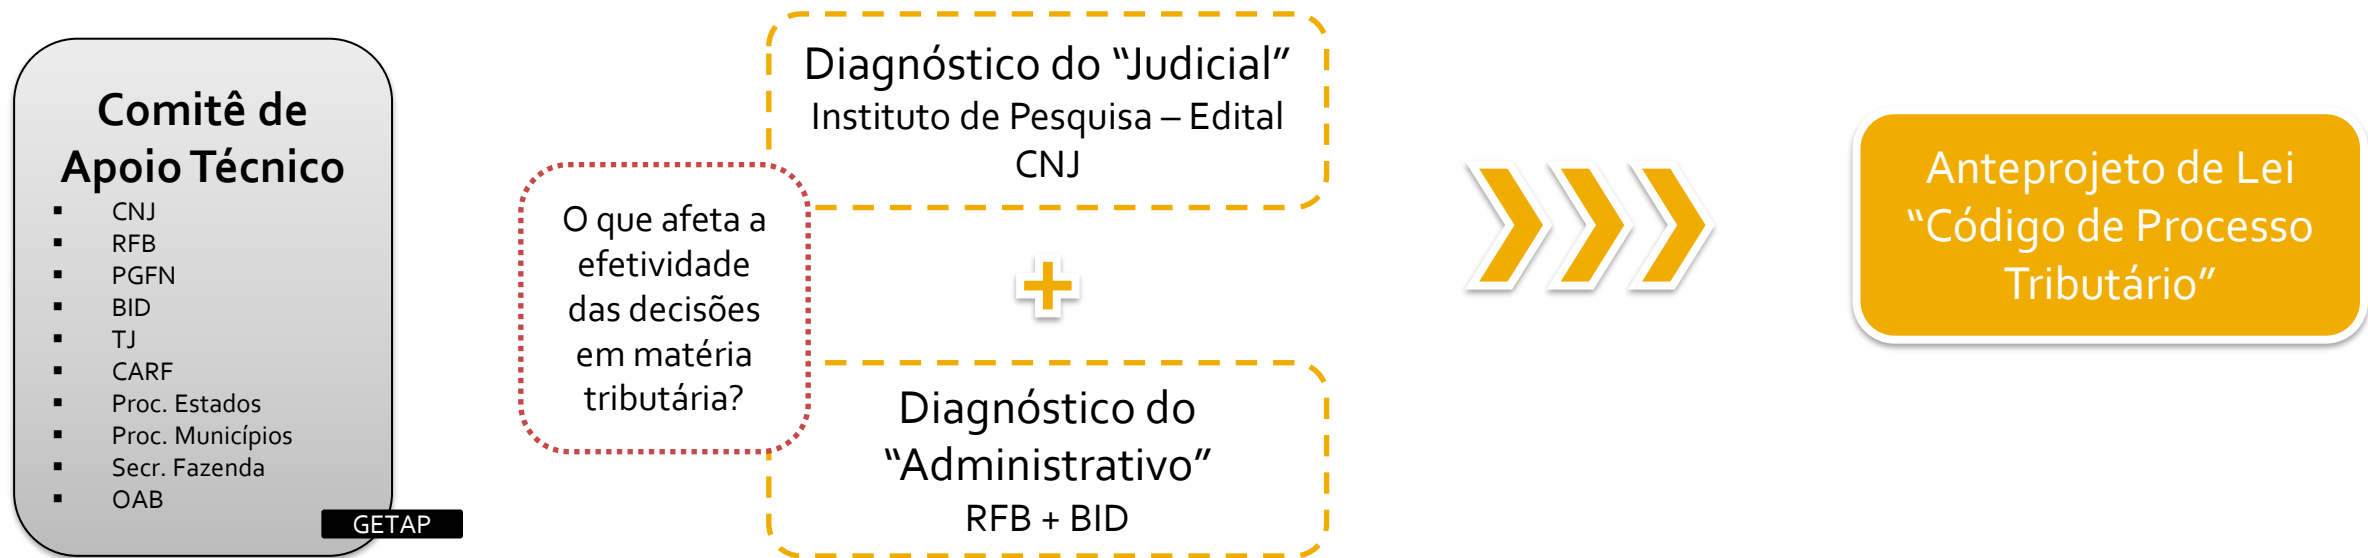 Comitê de
Apoio Técnico
▪ CNJ
▪ RFB
▪ PGFN
▪ BID
▪ TJ
▪ CARF
▪ Proc. Estados
▪ Proc. Municípios
▪ Secr. Fazenda
▪ OAB
GETAP
O que afeta a
efetividade
das decisões
em matéria
tributária?
Diagnóstico do “Judicial”
Instituto de Pesquisa – Edital
CNJ
+
Diagnóstico do
“Administrativo”
RFB + BID
Anteprojeto de Lei
“Código de Processo
Tributário”